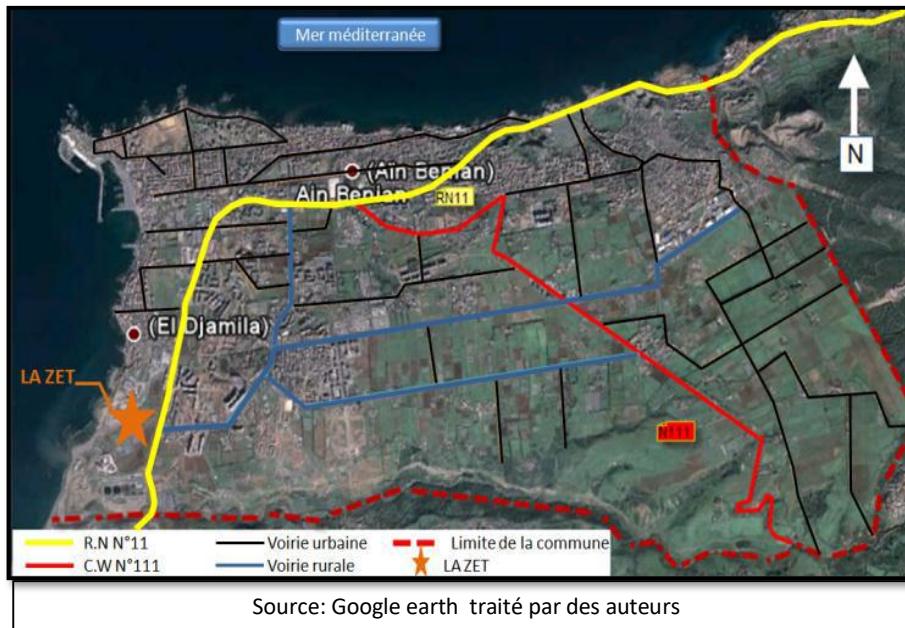 Mer méditerranée
N
(Aïn Benian)
Ain Benian
RN11
(El Djamila)
LA ZET
N111
R.N N°11
Voirie urbaine
Limite de la commune
C.W N°111
Voirie rurale
LA ZET
Source: Google earth traité par des auteurs